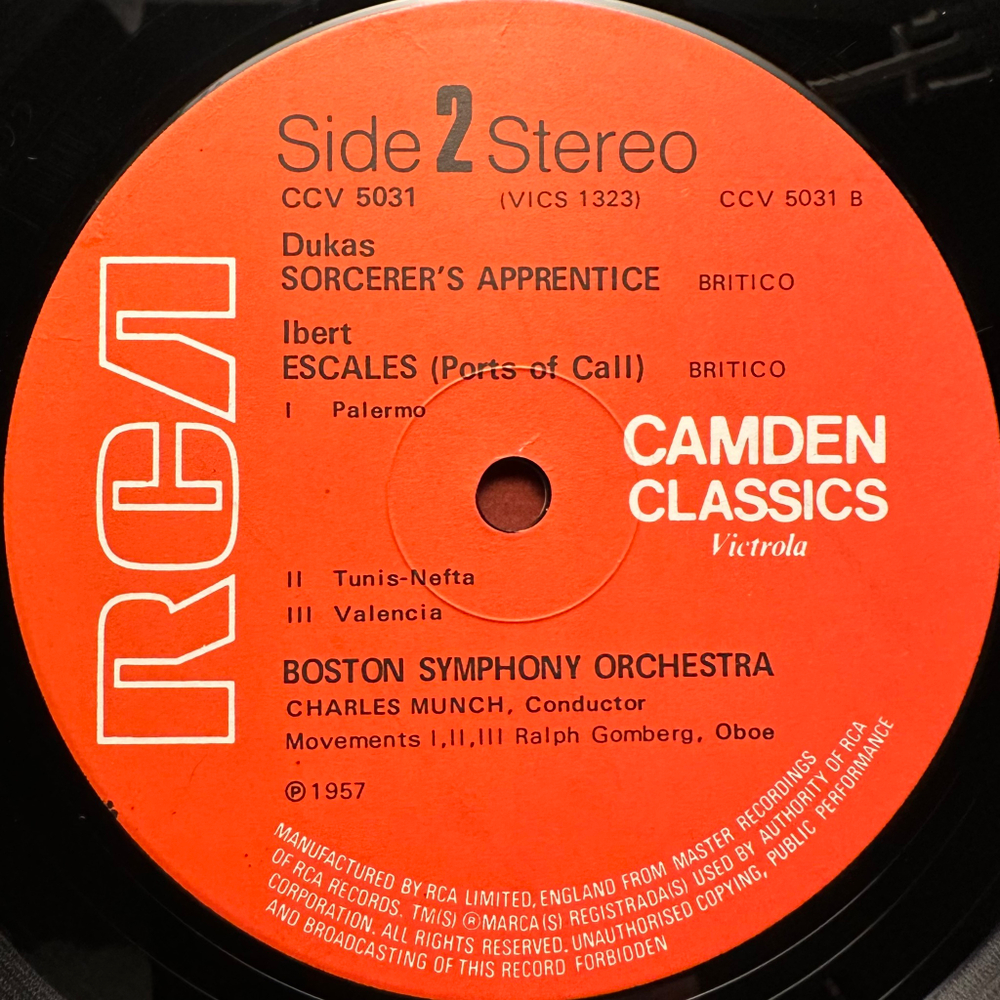 Side 2 Stereo
CCV 5031 (VICS 1323) CCV 5031 B
Dukas
SORCERER'S APPRENTICE BRITICO
Ibert
ESCALES (Ports of Call) BRITICO
I Palermo
CAMDEN
CLASSICS
Victrola
II Tunis-Nefta
III Valencia
BOSTON SYMPHONY ORCHESTRA
CHARLES MUNCH, Conductor
Movements I,II,III Ralph Gomberg, Oboe
℗1957
RCA
MANUFACTURED BY RCA LIMITED, ENGLAND FROM MASTER RECORDINGS
OF RCA RECORDS. TM(S) ®MARCA(S) REGISTRADA(S) USED BY AUTHORITY OF RCA
CORPORATION. ALL RIGHTS RESERVED. UNAUTHORISED COPYING, PUBLIC PERFORMANCE
AND BROADCASTING OF THIS RECORD FORBIDDEN